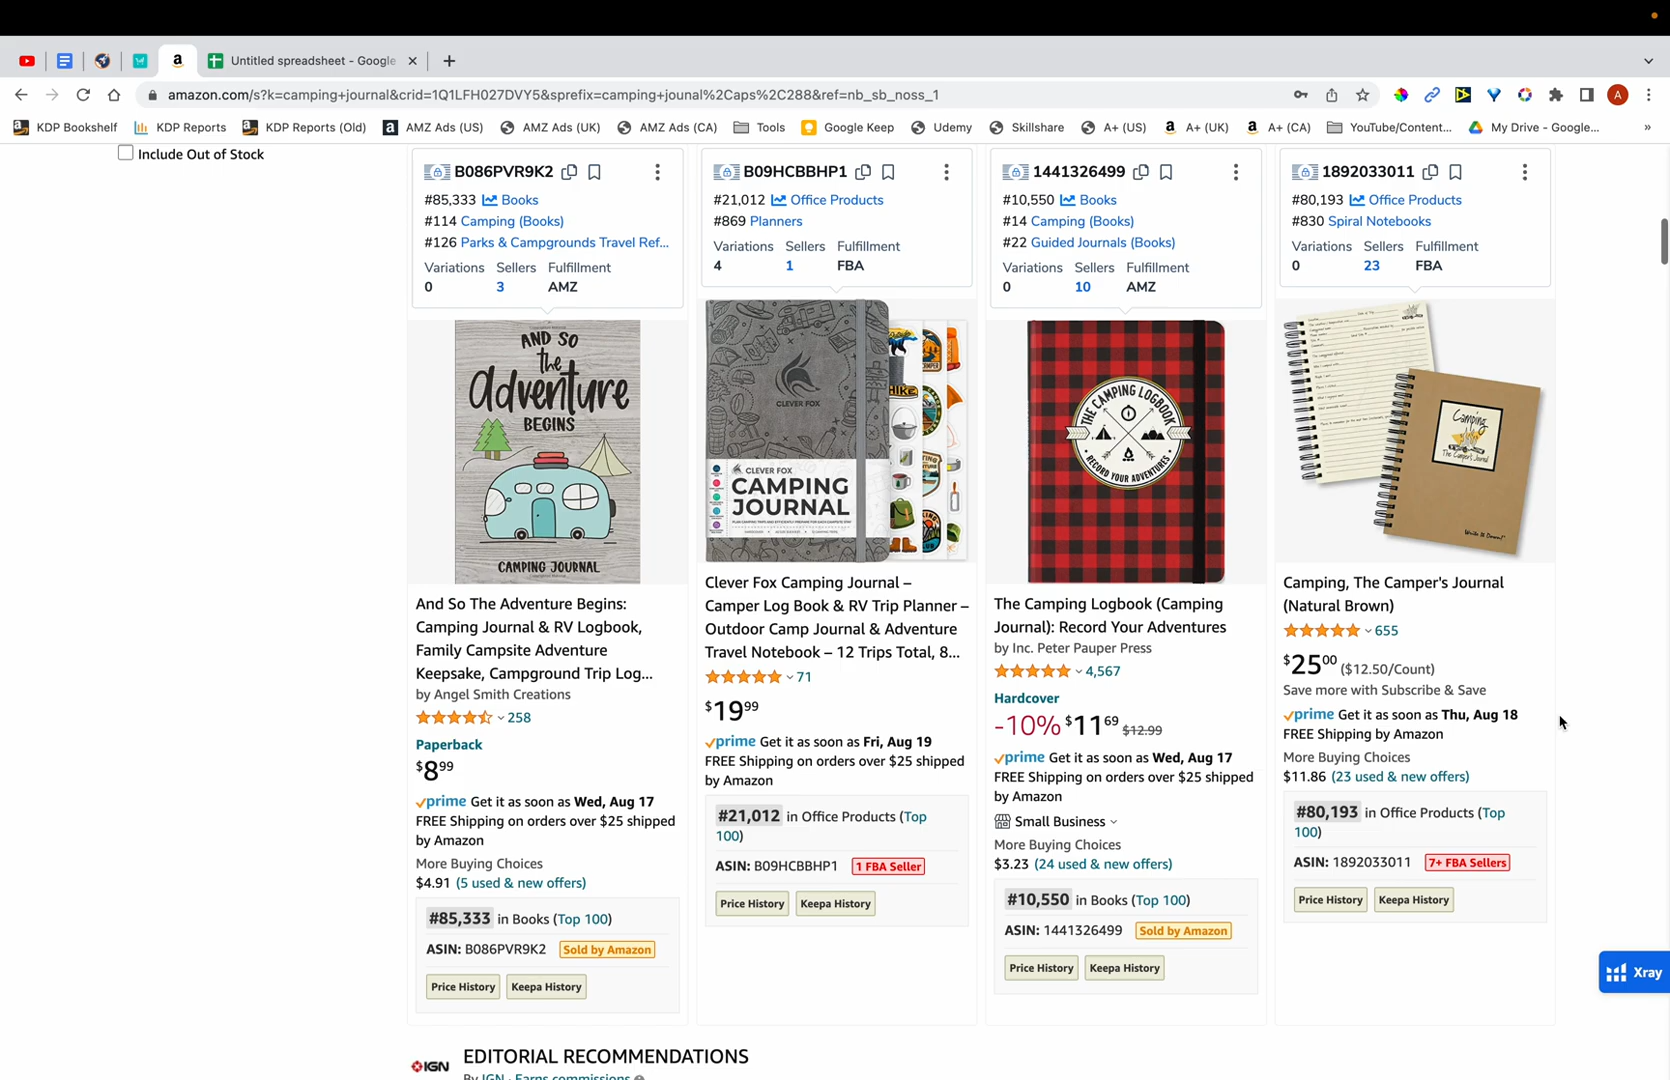 Untitled spreadsheet - Google
amazon.com/s?k=camping+journal&crid=1Q1LFH027DVY5&sprefix=camping+jounal%2Caps%2C288&ref=nb_sb_noss_1
A
KDP Bookshelf KDP Reports KDP Reports (Old) AMZ Ads (US) AMZ Ads (UK) AMZ Ads (CA) Tools Google Keep Udemy Skillshare A+ (US) A+ (UK) A+ (CA) YouTube/Content... My Drive - Google... »
Include Out of Stock
B086PVR9K2
#85,333 Books
#114 Camping (Books)
#126 Parks & Campgrounds Travel Ref...
Variations Sellers Fulfillment
0 3 AMZ
AND SO
the
adventure
BEGINS
CAMPING JOURNAL
And So The Adventure Begins:
Camping Journal & RV Logbook,
Family Campsite Adventure
Keepsake, Campground Trip Log...
by Angel Smith Creations
258
Paperback
$8 99
prime Get it as soon as Wed, Aug 17
FREE Shipping on orders over $25 shipped
by Amazon
More Buying Choices
$4.91 (5 used & new offers)
#85,333 in Books (Top 100)
ASIN: B086PVR9K2 Sold by Amazon
Price History Keepa History
B09HCBBHP1
#21,012 Office Products
#869 Planners
Variations Sellers Fulfillment
4 1 FBA
CLEVER FOX
CLEVER FOX
CAMPING
JOURNAL
HIKE
Clever Fox Camping Journal –
Camper Log Book & RV Trip Planner –
Outdoor Camp Journal & Adventure
Travel Notebook – 12 Trips Total, 8...
71
$19 99
prime Get it as soon as Fri, Aug 19
FREE Shipping on orders over $25 shipped
by Amazon
#21,012 in Office Products (Top
100)
ASIN: B09HCBBHP1 1 FBA Seller
Price History Keepa History
1441326499
#10,550 Books
#14 Camping (Books)
#22 Guided Journals (Books)
Variations Sellers Fulfillment
0 10 AMZ
THE CAMPING LOGBOOK
RECORD YOUR ADVENTURES
The Camping Logbook (Camping
Journal): Record Your Adventures
by Inc. Peter Pauper Press
4,567
Hardcover
-10% $11 69 $12.99
prime Get it as soon as Wed, Aug 17
FREE Shipping on orders over $25 shipped
by Amazon
Small Business
More Buying Choices
$3.23 (24 used & new offers)
#10,550 in Books (Top 100)
ASIN: 1441326499 Sold by Amazon
Price History Keepa History
1892033011
#80,193 Office Products
#830 Spiral Notebooks
Variations Sellers Fulfillment
0 23 FBA
Camping
The Camper's Journal
Write It Down!
Camping, The Camper's Journal
(Natural Brown)
655
$25 00 ($12.50/Count)
Save more with Subscribe & Save
prime Get it as soon as Thu, Aug 18
FREE Shipping by Amazon
More Buying Choices
$11.86 (23 used & new offers)
#80,193 in Office Products (Top
100)
ASIN: 1892033011 7+ FBA Sellers
Price History Keepa History
Xray
IGN EDITORIAL RECOMMENDATIONS
By IGN · Earns commissions